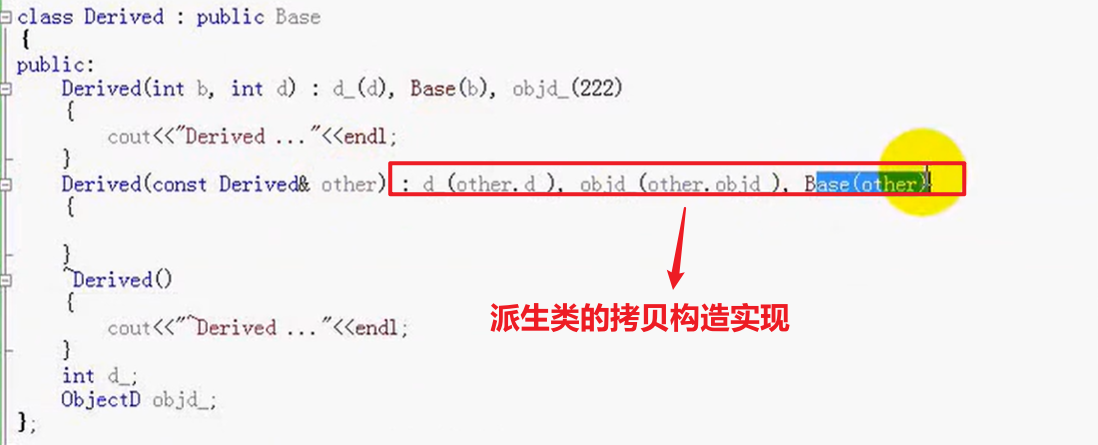 class Derived : public Base
{
public:
Derived(int b, int d) : d_(d), Base(b), objd_(222)
{
cout<<"Derived ..."<<endl;
}
Derived(const Derived& other) : d_(other.d_), objd_(other.objd_), Base(other)
{
}
~Derived()
{
cout<<"~Derived ..."<<endl;
}
int d_;
ObjectD objd_;
};
派生类的拷贝构造实现